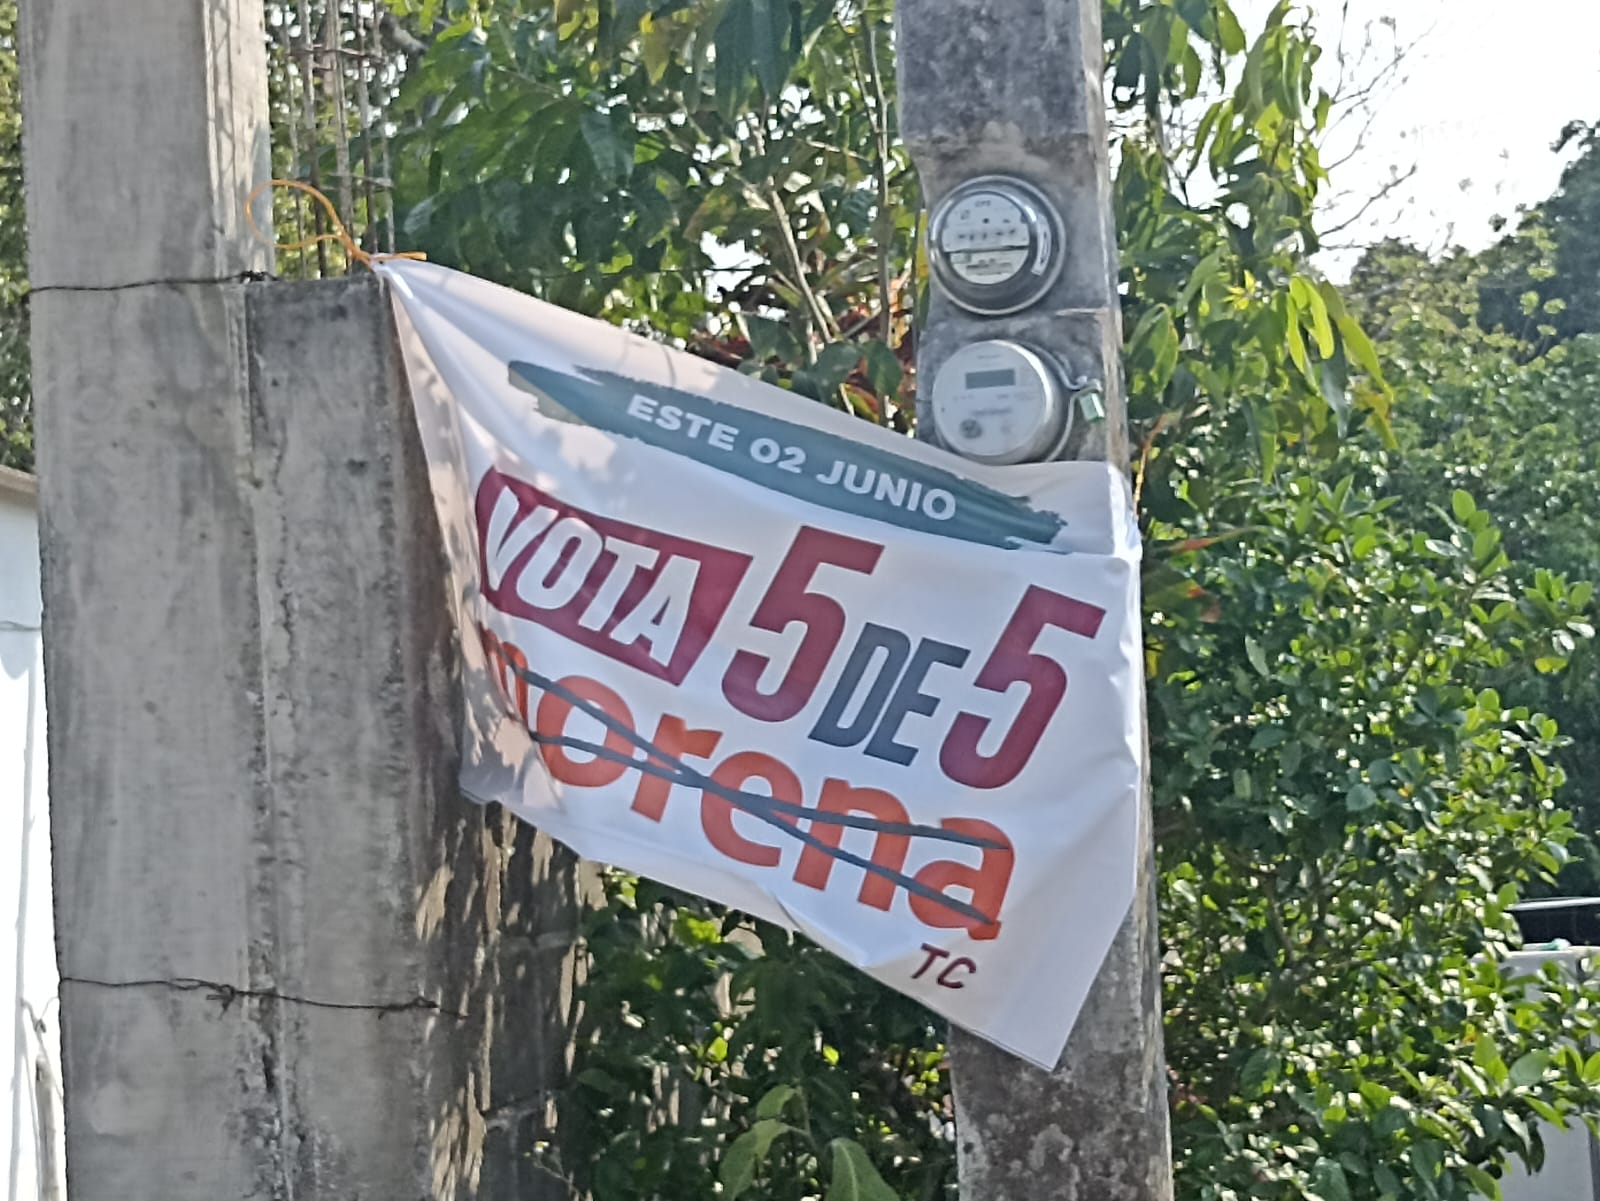 ESTE 02 JUNIO
VOTA 5 DE 5
morena
TC